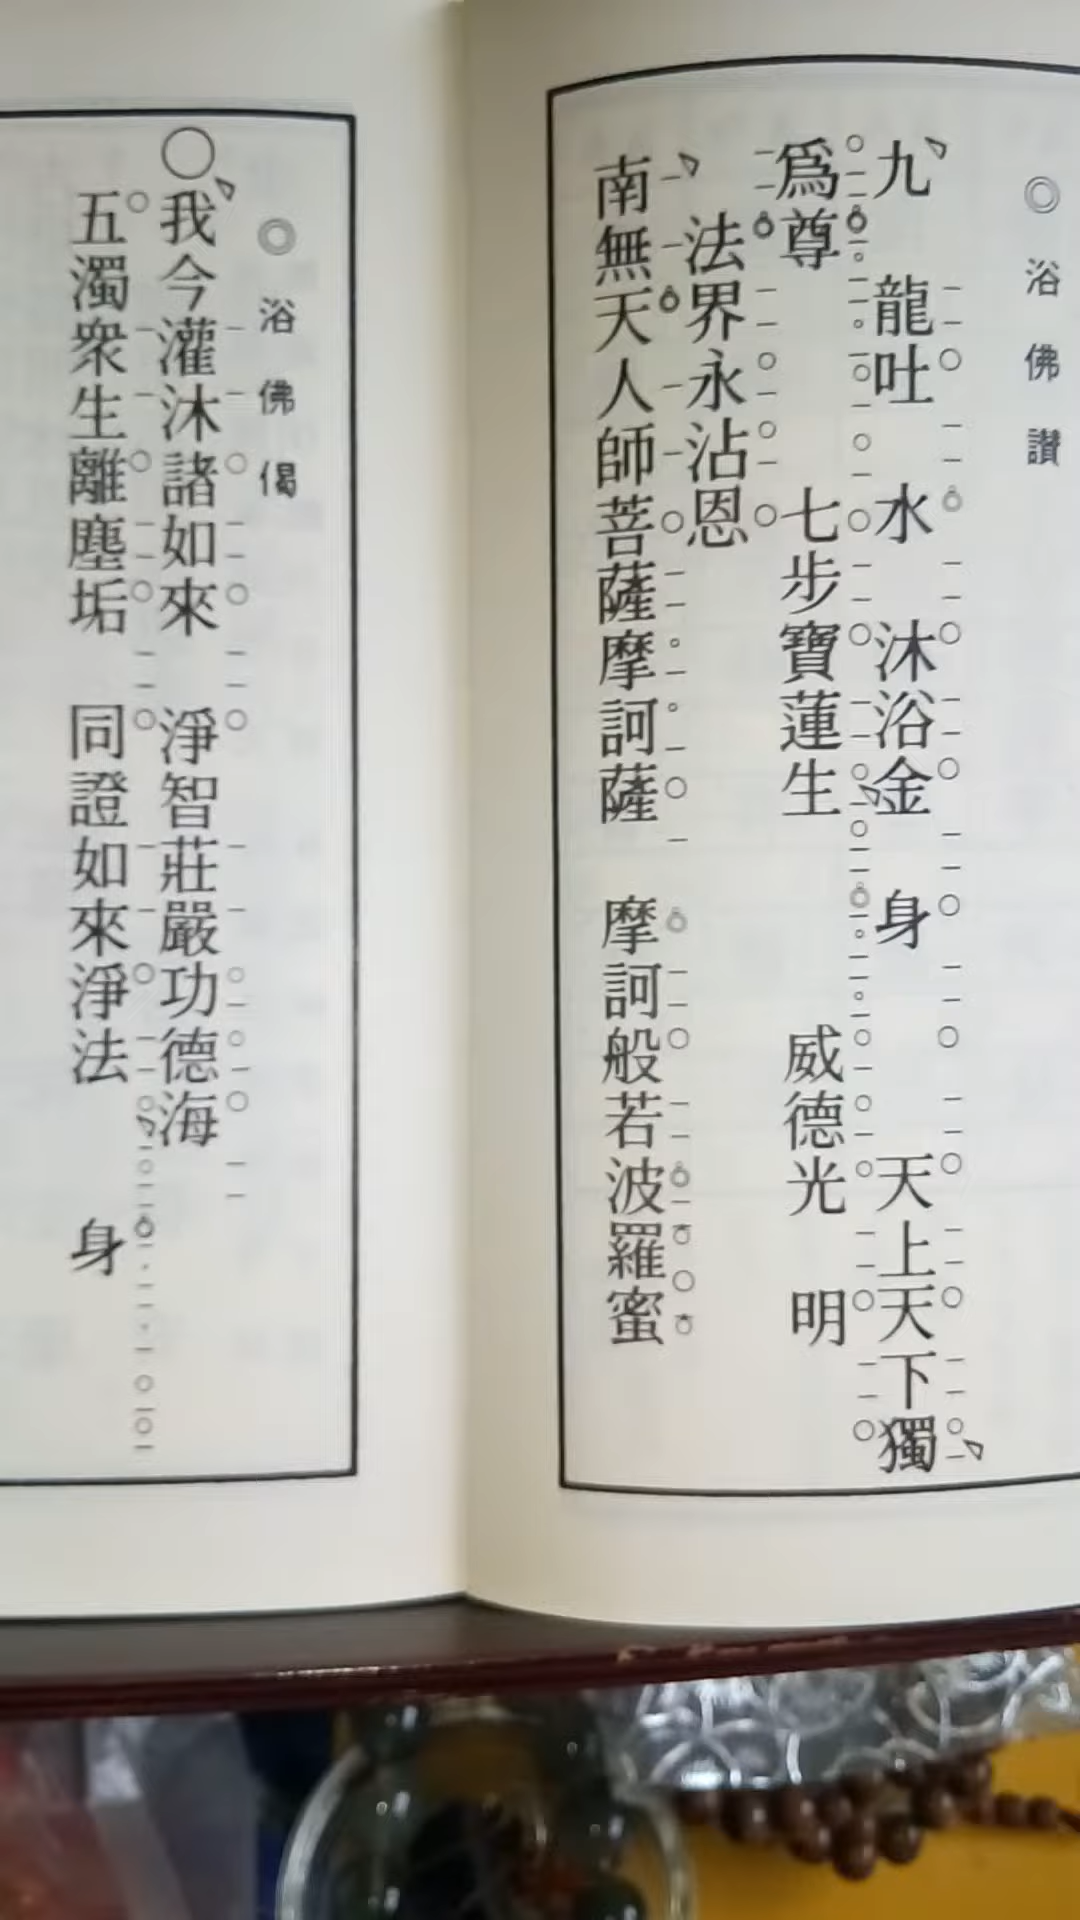 ◎浴佛讚
九龍吐水沐浴金身天上天下獨
爲尊七步寶蓮生威德光明
法界永沾恩
南無天人師菩薩摩訶薩摩訶般若波羅蜜
◎浴佛偈
○我今灌沐諸如來淨智莊嚴功德海
五濁衆生離塵垢同證如來淨法身